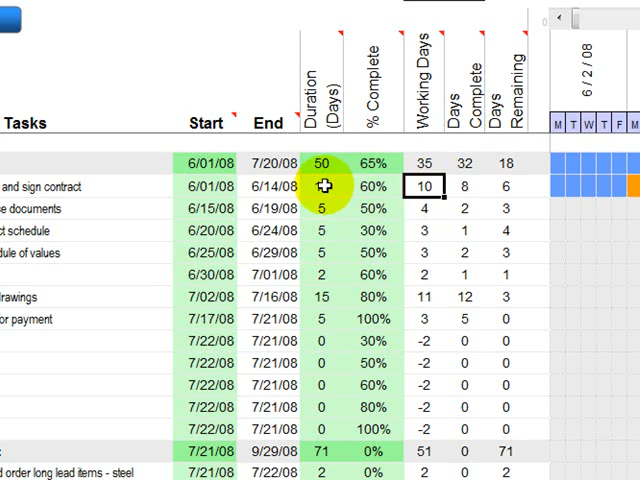 0
6 / 2 / 08
Tasks Start End Duration (Days) % Complete Working Days Days Complete Days Remaining M T W T F M
6/01/08 7/20/08 50 65% 35 32 18
and sign contract 6/01/08 6/14/08 60% 10 8 6
documents 6/15/08 6/19/08 5 50% 4 2 3
schedule 6/20/08 6/24/08 5 30% 3 1 4
dule of values 6/25/08 6/29/08 5 50% 3 2 3
6/30/08 7/01/08 2 60% 2 1 1
drawings 7/02/08 7/16/08 15 80% 11 12 3
or payment 7/17/08 7/21/08 5 100% 3 5 0
7/22/08 7/21/08 0 30% -2 0 0
7/22/08 7/21/08 0 50% -2 0 0
7/22/08 7/21/08 0 60% -2 0 0
7/22/08 7/21/08 0 80% -2 0 0
7/22/08 7/21/08 0 100% -2 0 0
: 7/21/08 9/29/08 71 0% 51 0 71
d order long lead items - steel 7/21/08 7/22/08 2 0% 2 0 2